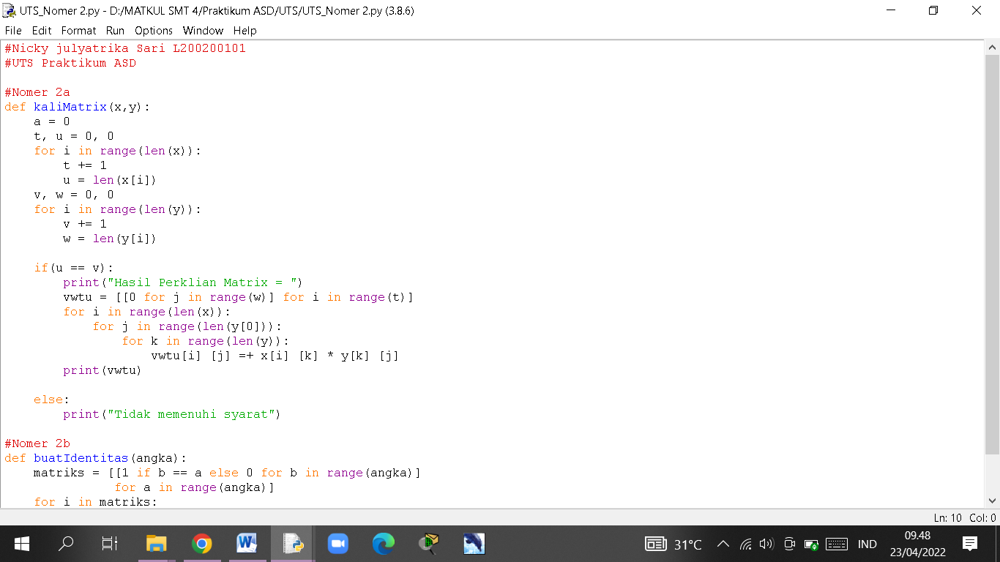 UTS_Nomer 2.py - D:/MATKUL SMT 4/Praktikum ASD/UTS/UTS_Nomer 2.py (3.8.6)
File Edit Format Run Options Window Help
#Nicky julyatrika Sari L200200101
#UTS Praktikum ASD

#Nomer 2a
def kaliMatrix(x,y):
    a = 0
    t, u = 0, 0
    for i in range(len(x)):
        t += 1
        u = len(x[i])
    v, w = 0, 0
    for i in range(len(y)):
        v += 1
        w = len(y[i])

    if(u == v):
        print("Hasil Perklian Matrix = ")
        vwtu = [[0 for j in range(w)] for i in range(t)]
        for i in range(len(x)):
            for j in range(len(y[0])):
                for k in range(len(y)):
                    vwtu[i] [j] =+ x[i] [k] * y[k] [j]
        print(vwtu)

    else:
        print("Tidak memenuhi syarat")

#Nomer 2b
def buatIdentitas(angka):
    matriks = [[1 if b == a else 0 for b in range(angka)]
               for a in range(angka)]
    for i in matriks:
Ln: 10 Col: 0
31°C
IND
09.48
23/04/2022